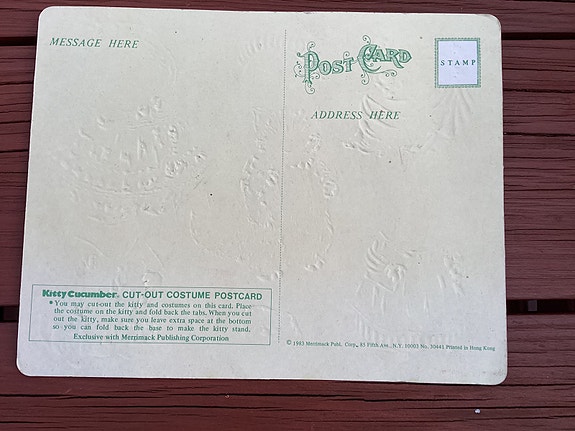 MESSAGE HERE
POST CARD
STAMP
ADDRESS HERE
Kitty Cucumber® CUT-OUT COSTUME POSTCARD
• You may cut-out the kitty and costumes on this card. Place
the costume on the kitty and fold back the tabs. When you cut
out the kitty, make sure you leave extra space at the bottom
so you can fold back the base to make the kitty stand.
Exclusive with Merrimack Publishing Corporation
© 1983 Merrimack Publ. Corp., 85 Fifth Ave., N.Y. 10003 No. 30441 Printed in Hong Kong